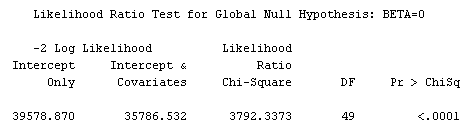 Likelihood Ratio Test for Global Null Hypothesis: BETA=0
-2 Log Likelihood Likelihood
Intercept Intercept & Ratio
Only Covariates Chi-Square DF Pr > ChiSq
39578.870 35786.532 3792.3373 49 <.0001